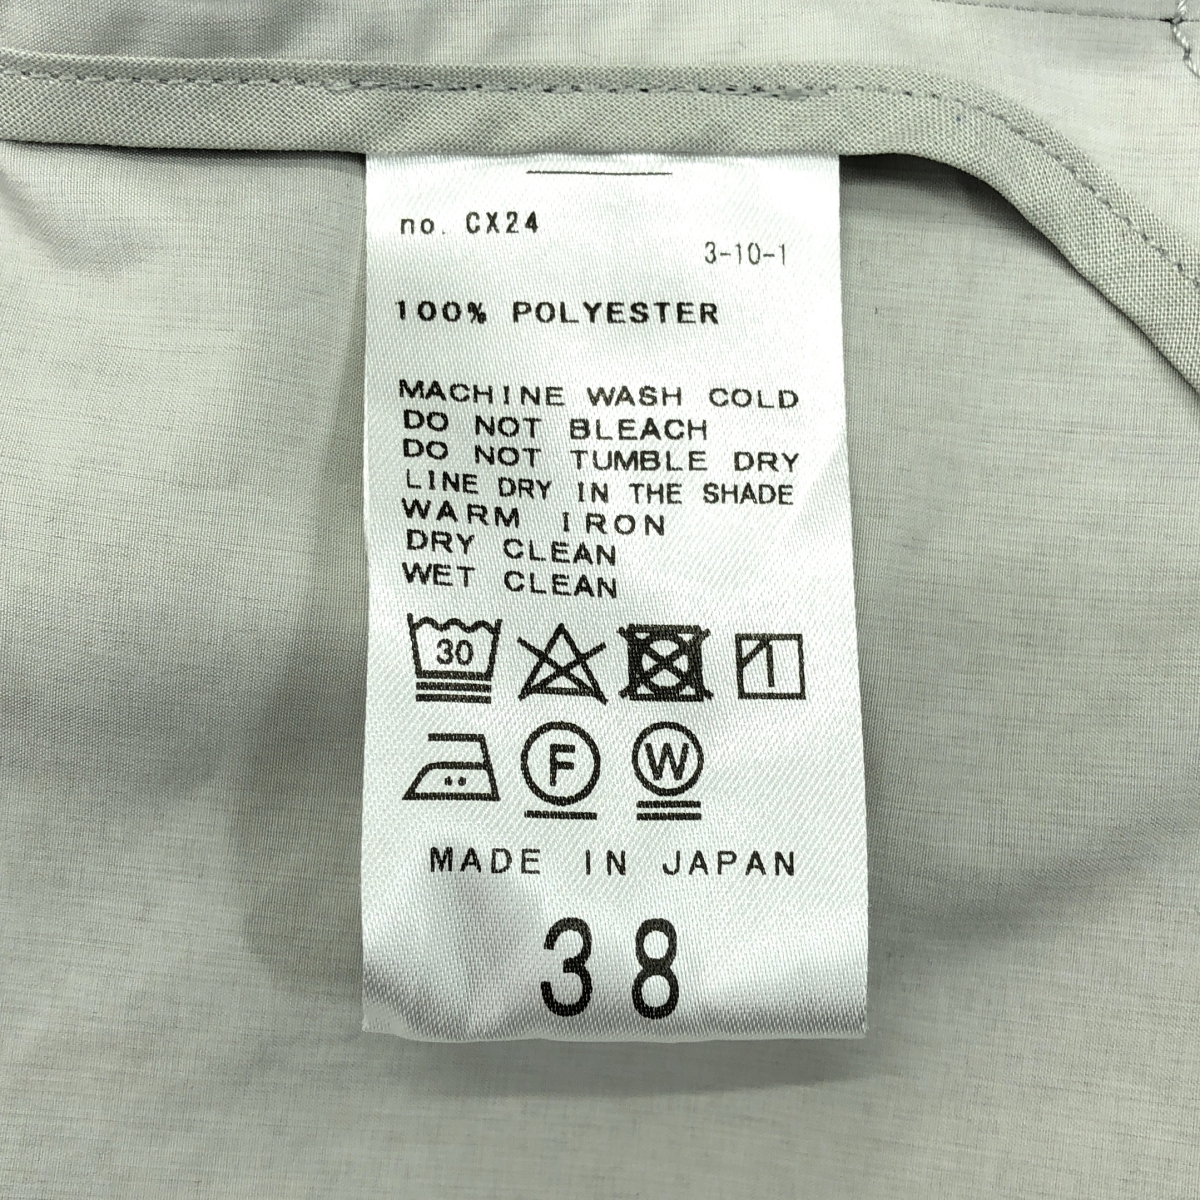 no. CX24
3-10-1
100% POLYESTER
MACHINE WASH COLD
DO NOT BLEACH
DO NOT TUMBLE DRY
LINE DRY IN THE SHADE
WARM IRON
DRY CLEAN
WET CLEAN
30
F W
MADE IN JAPAN
38